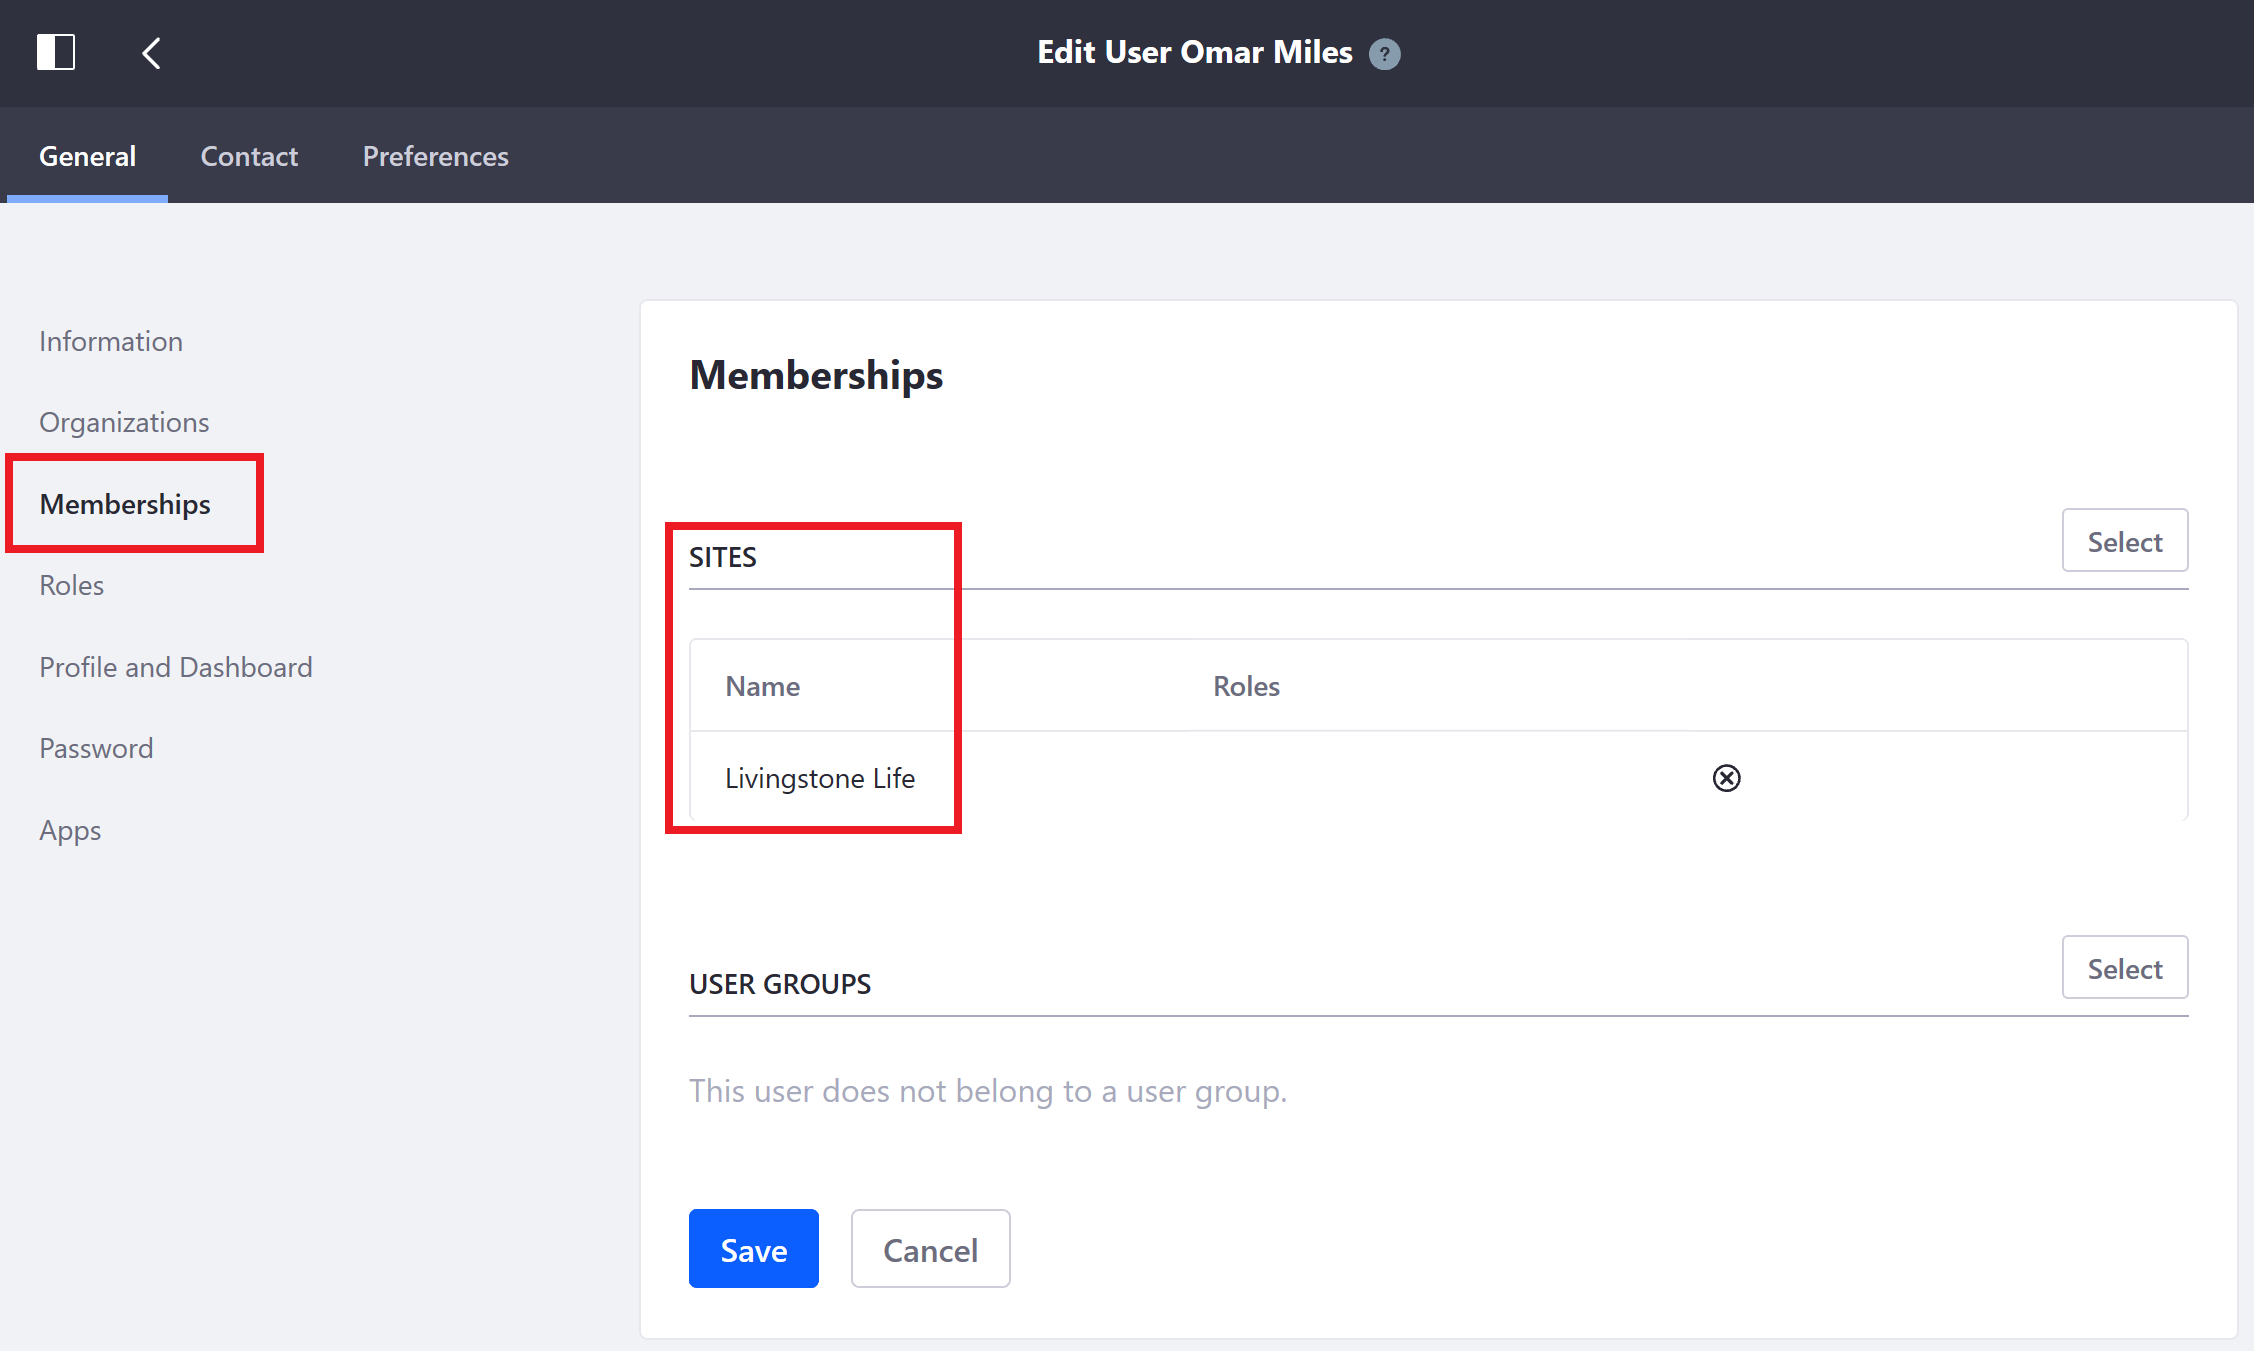 Edit User Omar Miles ?
General Contact Preferences
Information
Organizations
Memberships
Roles
Profile and Dashboard
Password
Apps
Memberships
SITES Select
Name Roles
Livingstone Life
USER GROUPS Select
This user does not belong to a user group.
Save Cancel